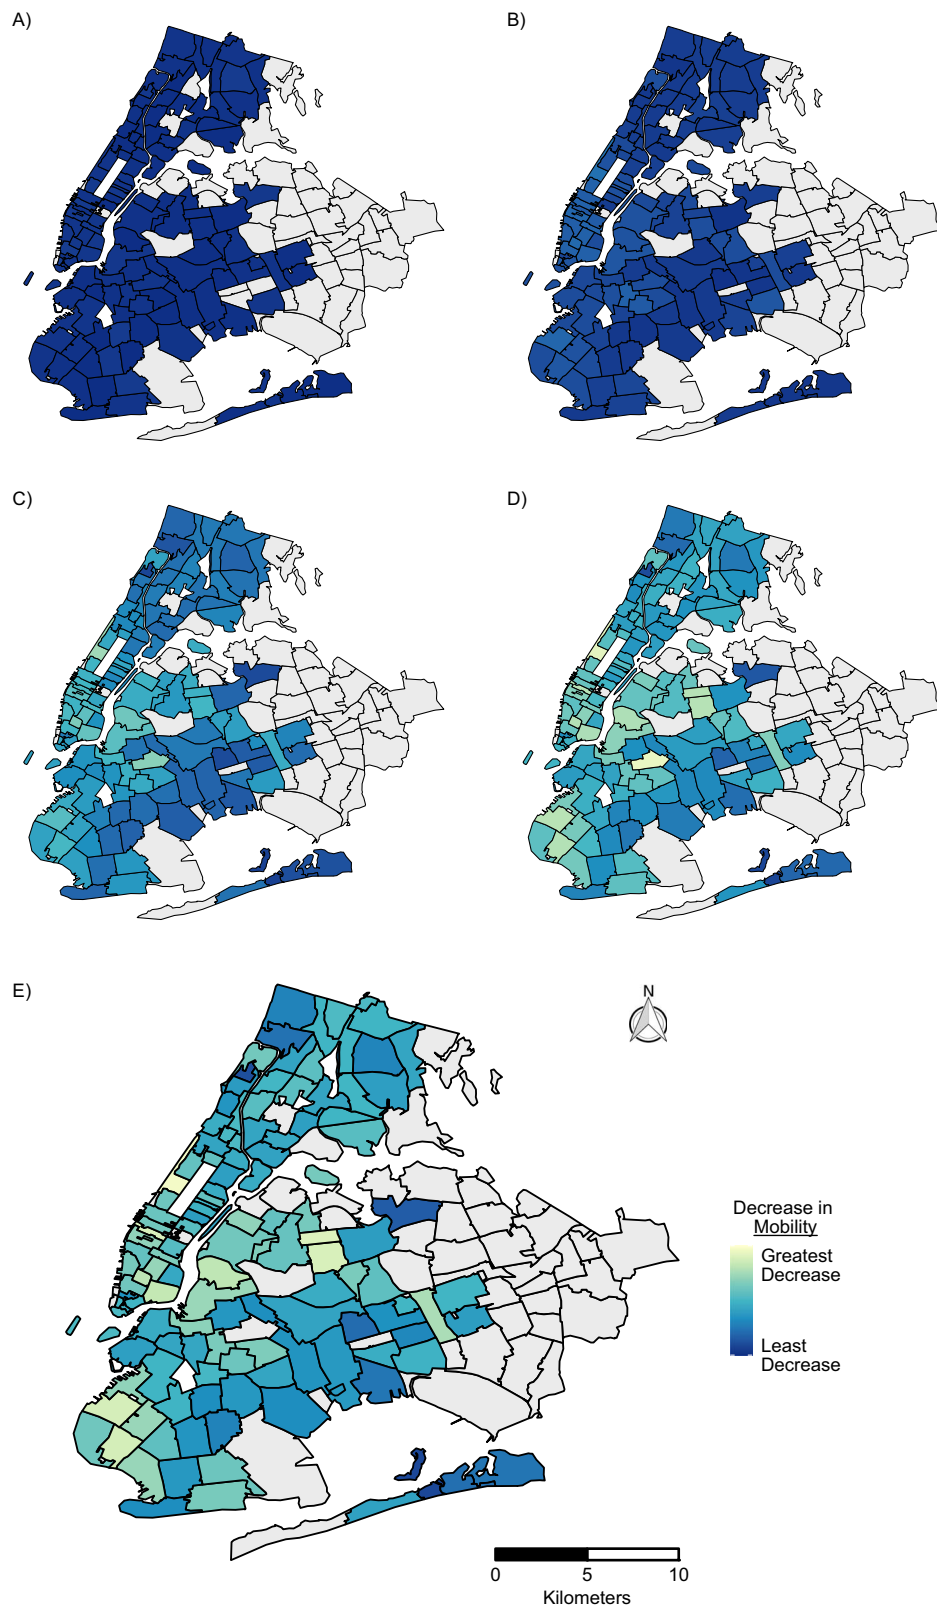 A)
B)
C)
D)
E)
N
Decrease in
Mobility
Greatest
Decrease
Least
Decrease
0
5
10
Kilometers